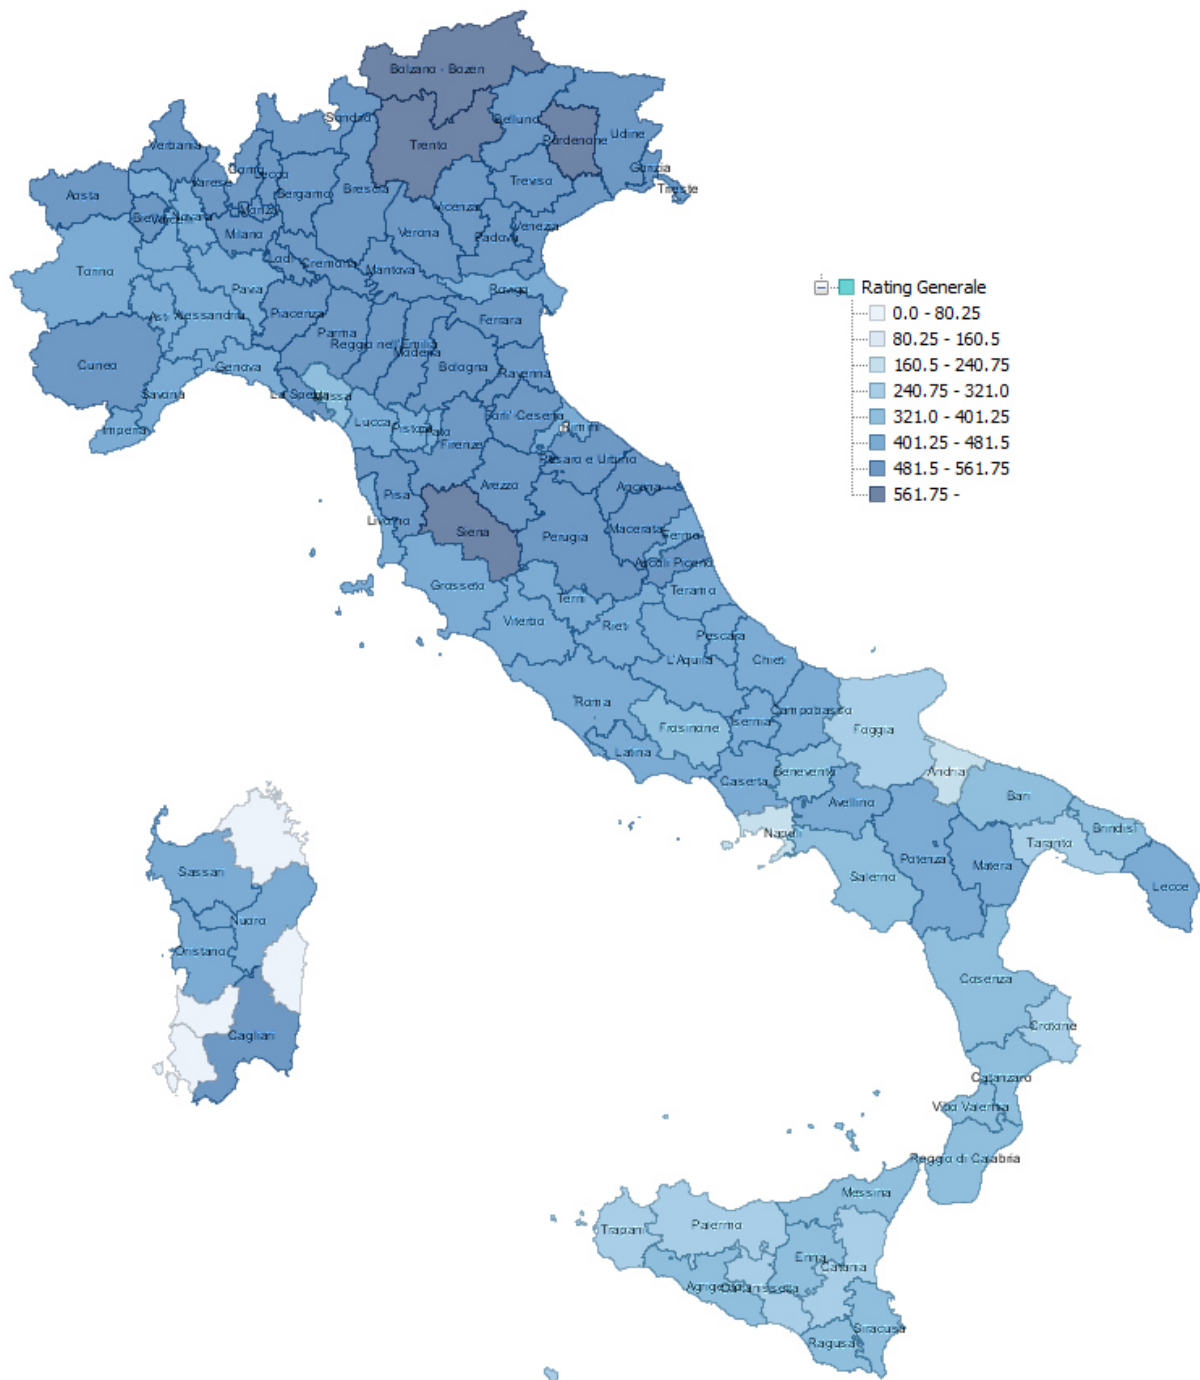 Bolzano - Bozen
Sondrio
Trento
Belluno
Pordenone
Udine
Verbania
Como
Lecco
Gorizia
Aosta
Varese
Bergamo
Brescia
Treviso
Trieste
Biella
Vercelli
Novara
Monza
Vicenza
Milano
Verona
Padova
Venezia
Torino
Lodi
Cremona
Mantova
Pavia
Rovigo
Rating Generale
Asti
Alessandria
Piacenza
Ferrara
0.0 - 80.25
Parma
80.25 - 160.5
Reggio nell'Emilia
Modena
Cuneo
Genova
Bologna
Ravenna
160.5 - 240.75
Savona
La Spezia
Massa
240.75 - 321.0
Imperia
Lucca
Pistoia
Prato
Forli' Cesena
Rimini
321.0 - 401.25
Firenze
401.25 - 481.5
Pesaro e Urbino
481.5 - 561.75
Pisa
Arezzo
Ancona
561.75 -
Livorno
Siena
Perugia
Macerata
Fermo
Ascoli Piceno
Grosseto
Terni
Teramo
Viterbo
Rieti
Pescara
L'Aquila
Chieti
Roma
Campobasso
Frosinone
Isernia
Foggia
Latina
Caserta
Benevento
Andria
Avellino
Bari
Napoli
Brindisi
Taranto
Sassari
Salerno
Potenza
Matera
Lecce
Nuoro
Oristano
Cosenza
Cagliari
Crotone
Catanzaro
Vibo Valentia
Reggio di Calabria
Messina
Trapani
Palermo
Enna
Catania
Agrigento
Caltanissetta
Siracusa
Ragusa